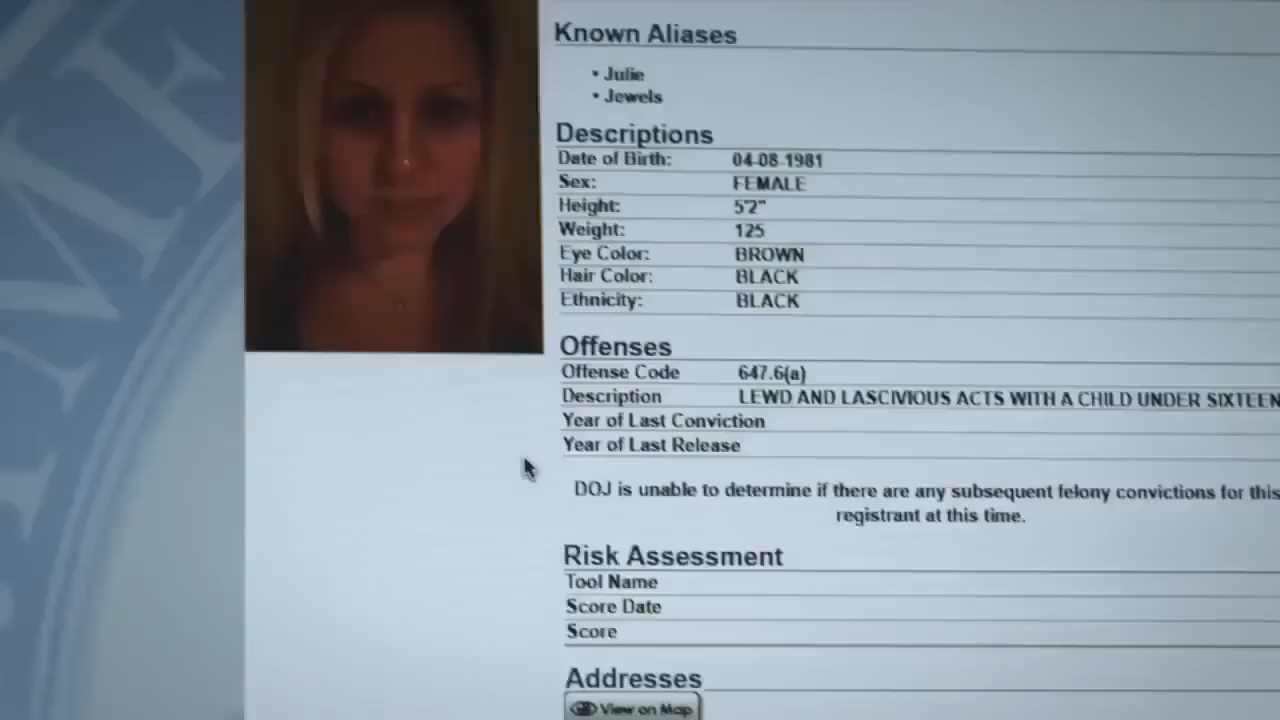 Known Aliases
• Julie
• Jewels
Descriptions
Date of Birth: 04-08-1981
Sex: FEMALE
Height: 5'2"
Weight: 125
Eye Color: BROWN
Hair Color: BLACK
Ethnicity: BLACK
Offenses
Offense Code 647.6(a)
Description LEWD AND LASCIVIOUS ACTS WITH A CHILD UNDER SIXTEEN
Year of Last Conviction
Year of Last Release
DOJ is unable to determine if there are any subsequent felony convictions for this
registrant at this time.
Risk Assessment
Tool Name
Score Date
Score
Addresses
View on Map